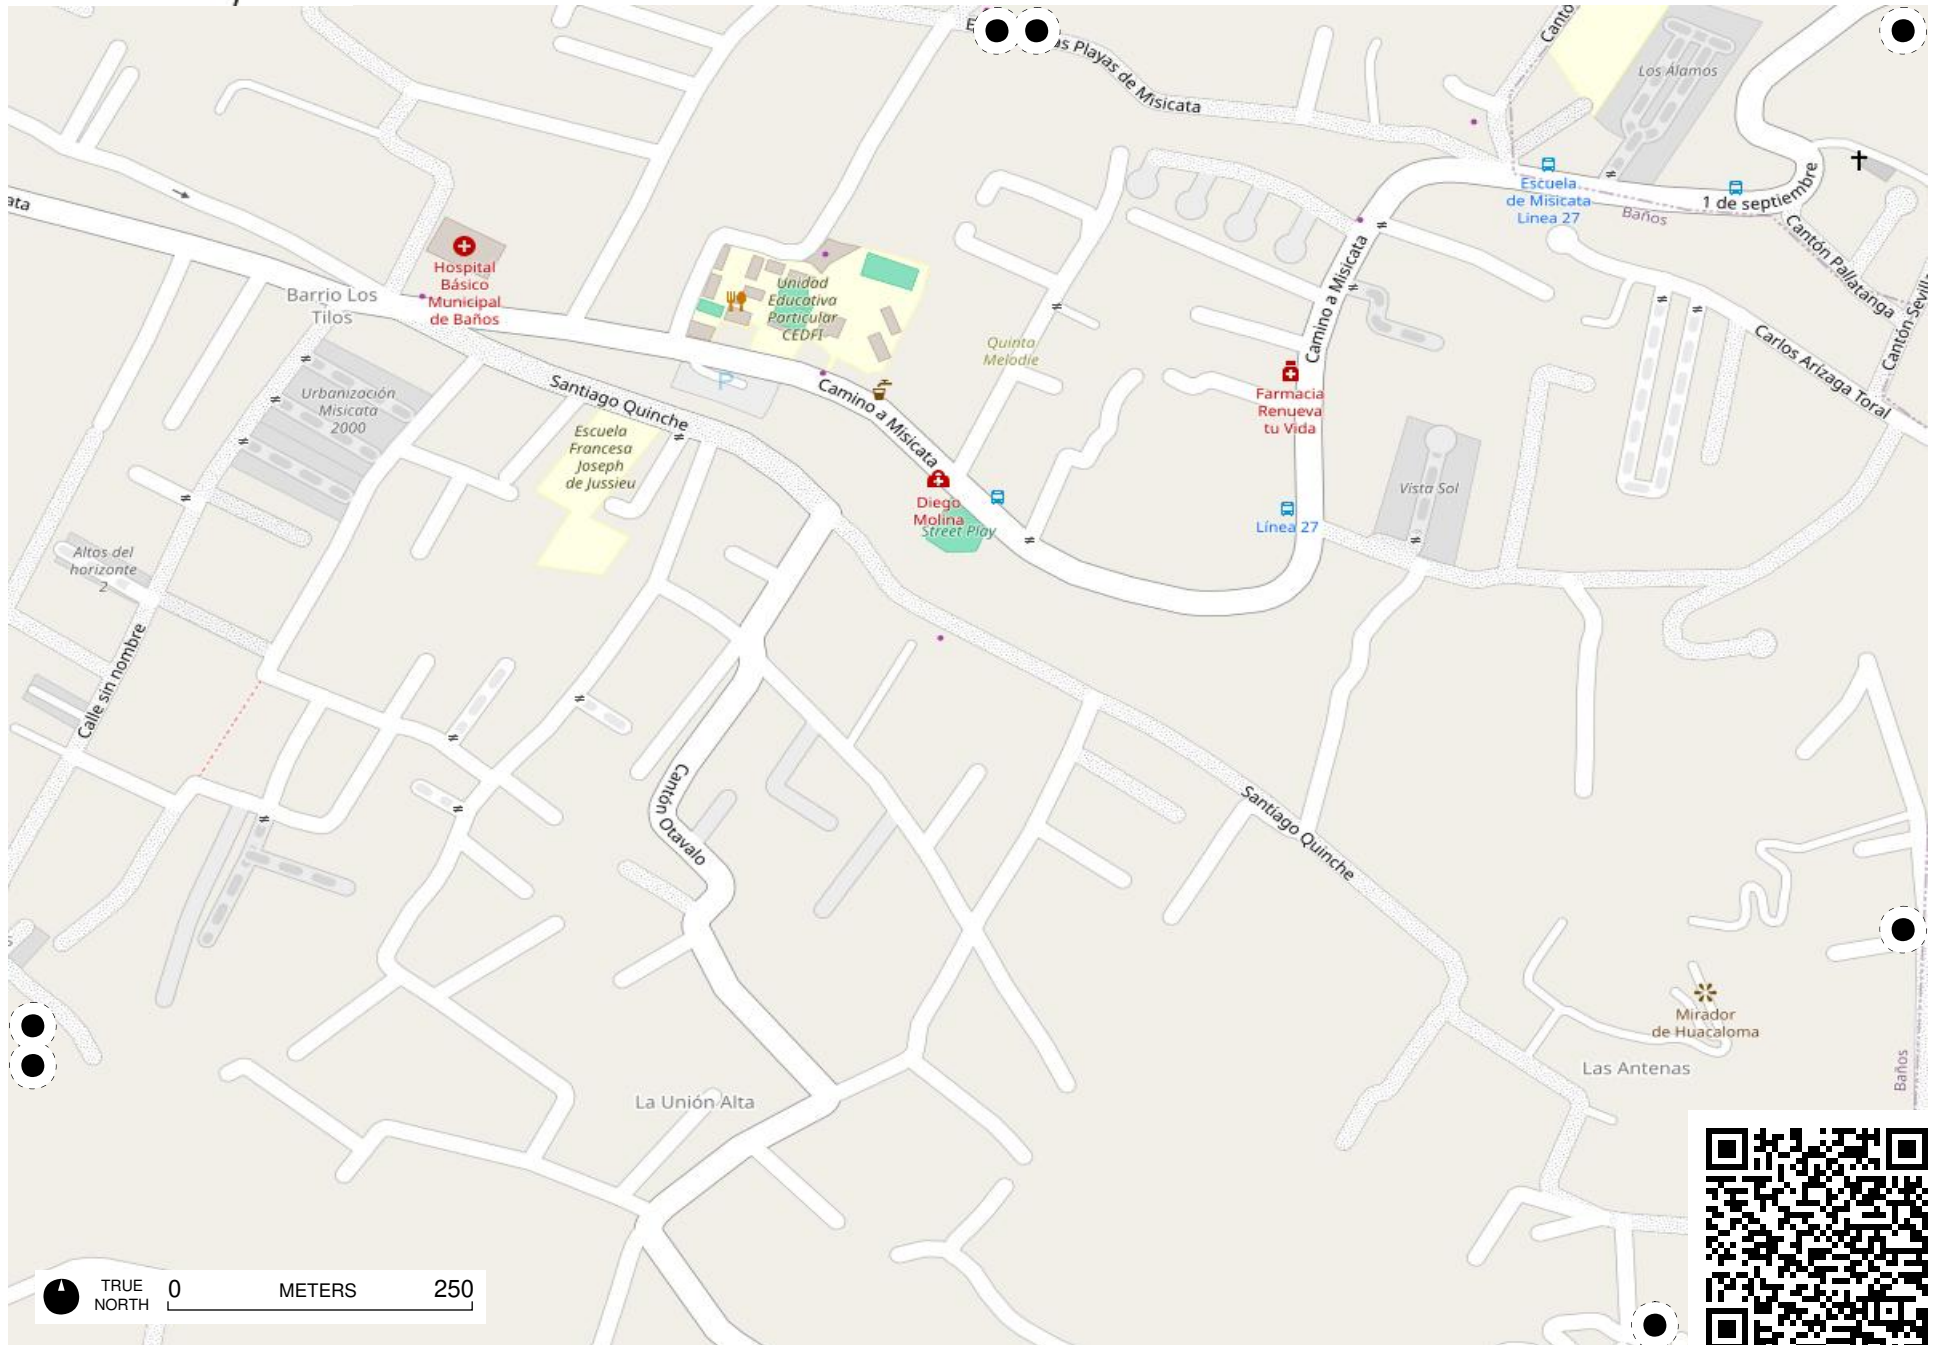 as Playas de Misicata
Cantó
Los Álamos
Escuela
de Misicata
Línea 27
Baños
1 de septiembre
Cantón Pallatanga
Cantón Sevilla
ata
Hospital
Básico
Municipal
de Baños
Barrio Los
Tilos
Unidad
Educativa
Particular
CEDFI
Quinta
Melodie
Camino a Misicata
Carlos Arízaga Toral
P
Urbanización
Misicata
2000
Santiago Quinche
Camino a Misicata
Farmacia
Renueva
tu Vida
Escuela
Francesa
Joseph
de Jussieu
Vista Sol
Diego
Molina
Street Play
Línea 27
Altos del
horizonte
2
Calle sin nombre
Cantón Otavalo
Santiago Quinche
Mirador
de Huacaloma
Las Antenas
Baños
La Unión Alta
TRUE
NORTH
0 METERS 250